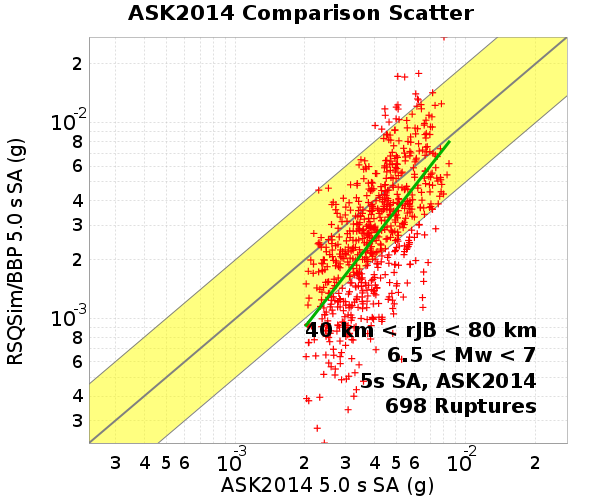 ASK2014 Comparison Scatter
RSQSim/BBP 5.0 s SA (g)
2
10-2
8
6
4
3
2
10-3
8
6
4
3
40 km < rJB < 80 km
6.5 < Mw < 7
5s SA, ASK2014
698 Ruptures
3 4 5 6 10-3 2 3 4 5 6 10-2 2
ASK2014 5.0 s SA (g)